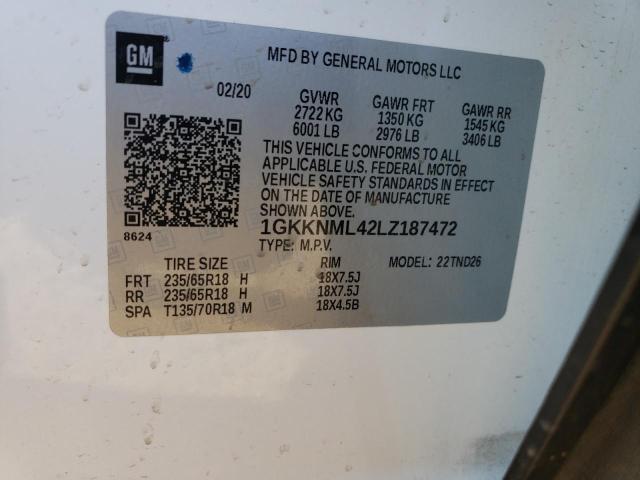 GM
MFD BY GENERAL MOTORS LLC
02/20
GVWR GAWR FRT GAWR RR
2722 KG 1350 KG 1545 KG
6001 LB 2976 LB 3406 LB
THIS VEHICLE CONFORMS TO ALL
APPLICABLE U.S. FEDERAL MOTOR
VEHICLE SAFETY STANDARDS IN EFFECT
ON THE DATE OF MANUFACTURE
SHOWN ABOVE.
8624
1GKKNML42LZ187472
TYPE: M.P.V.
TIRE SIZE RIM MODEL: 22TND26
FRT 235/65R18 H 18X7.5J
RR 235/65R18 H 18X7.5J
SPA T135/70R18 M 18X4.5B